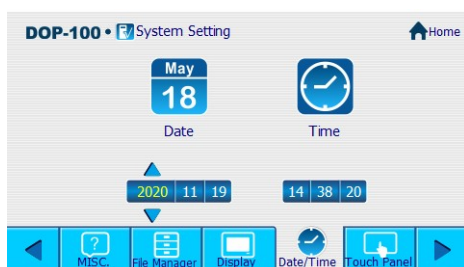 DOP-100 • System Setting Home
May
18
Date Time
2020 11 19 14 38 20
? MISC. File Manager Display Date/Time Touch Panel